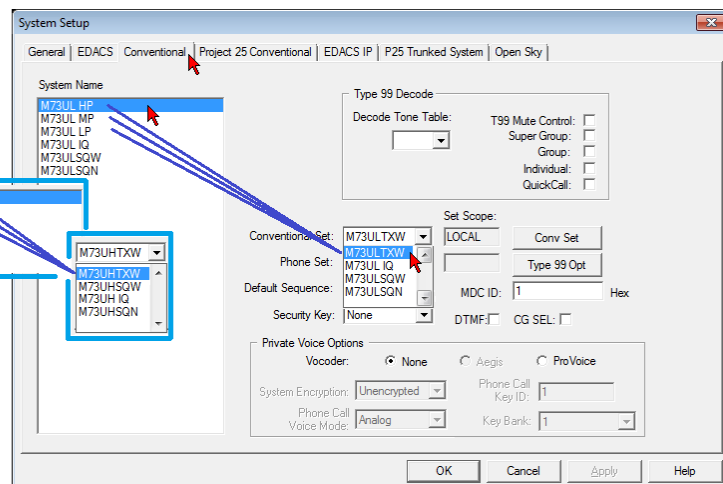 System Setup
General EDACS Conventional Project 25 Conventional EDACS IP P25 Trunked System Open Sky
System Name
M73UL HP
M73UL MP
M73UL LP
M73UL IQ
M73ULSQW
M73ULSQN
Type 99 Decode
Decode Tone Table:
T99 Mute Control:
Super Group:
Group:
Individual:
QuickCall:
Set Scope:
Conventional Set: M73ULTXW LOCAL Conv Set
M73ULTXW
M73UL IQ
M73ULSQW
M73ULSQN
Phone Set: Type 99 Opt
Default Sequence: MDC ID: 1 Hex
Security Key: None DTMF: CG SEL:
M73UHTXW
M73UHTXW
M73UHSQW
M73UH IQ
M73UHSQN
Private Voice Options
Vocoder: None Aegis ProVoice
System Encryption: Unencrypted Phone Call Key ID: 1
Phone Call Voice Mode: Analog Key Bank: 1
OK Cancel Apply Help